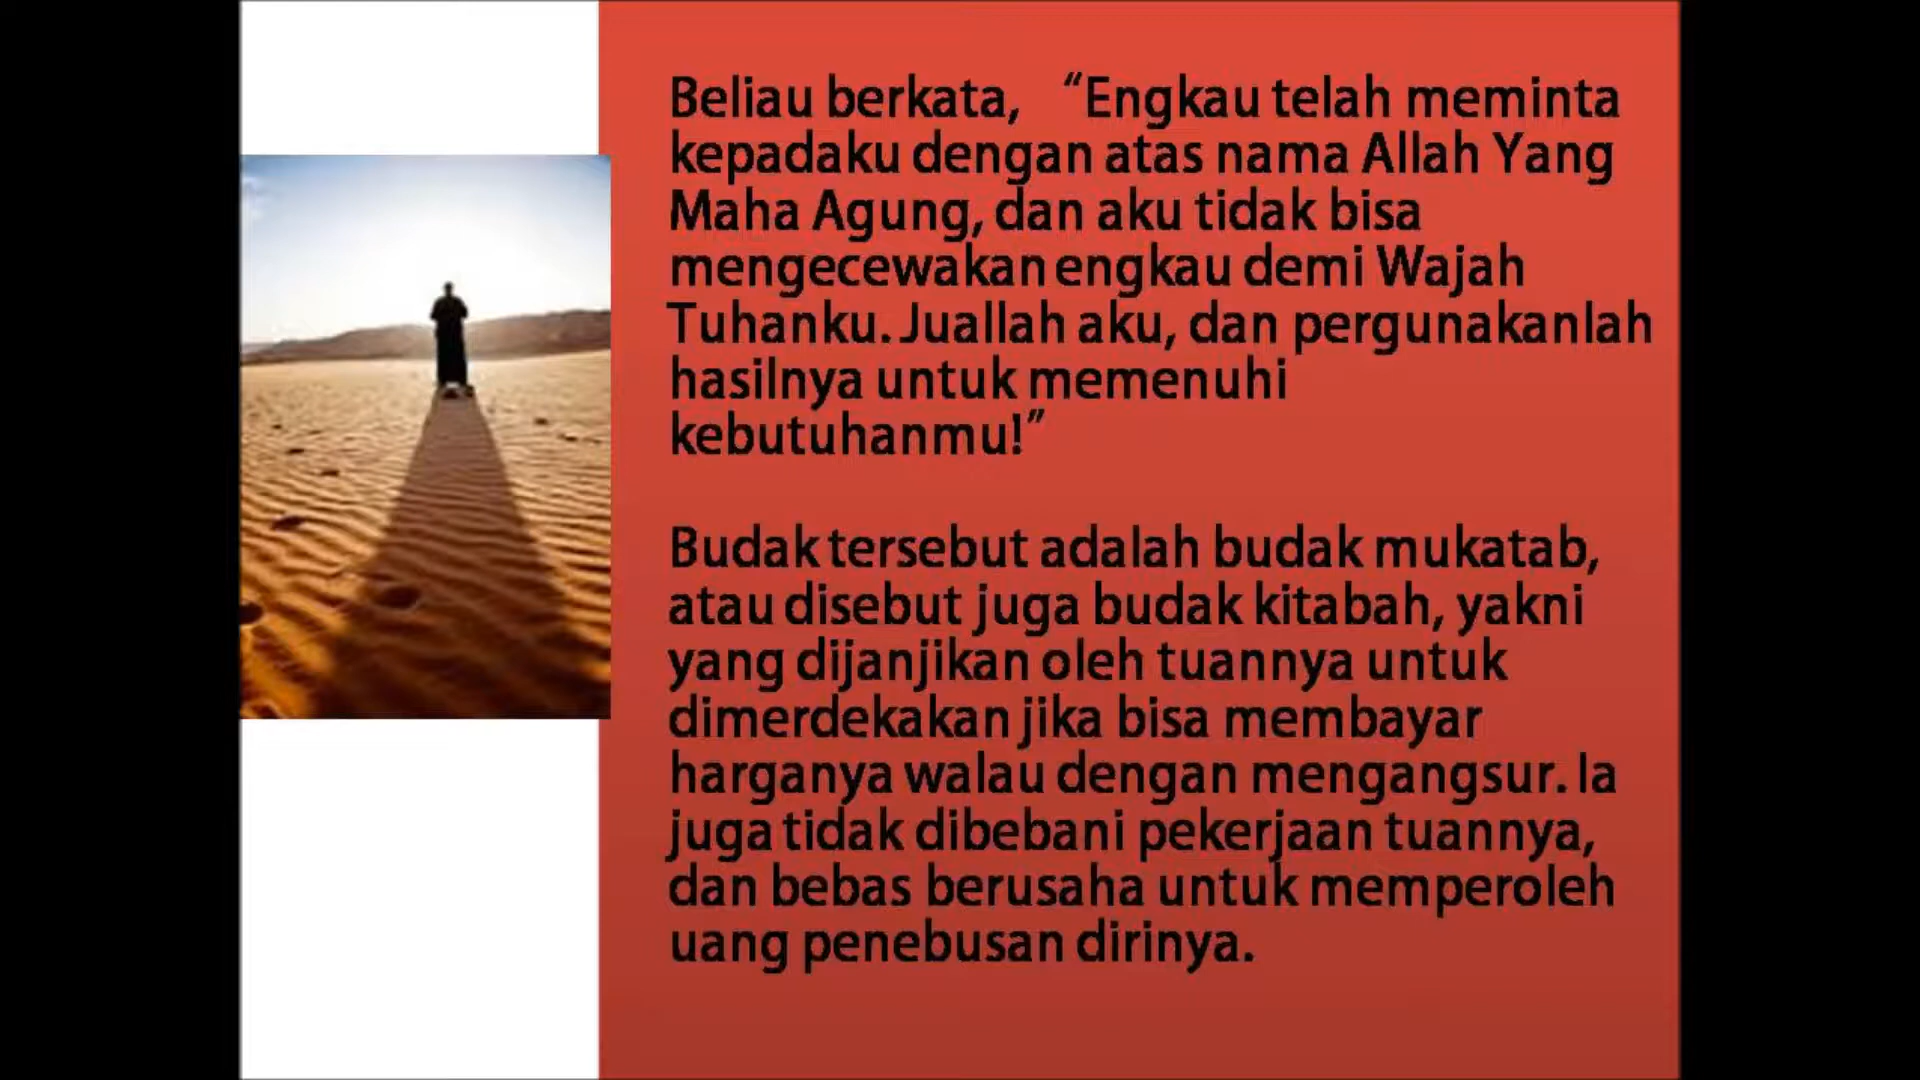 Beliau berkata, “Engkau telah meminta
kepadaku dengan atas nama Allah Yang
Maha Agung, dan aku tidak bisa
mengecewakan engkau demi Wajah
Tuhanku. Juallah aku, dan pergunakanlah
hasilnya untuk memenuhi
kebutuhanmu!”
Budak tersebut adalah budak mukatab,
atau disebut juga budak kitabah, yakni
yang dijanjikan oleh tuannya untuk
dimerdekakan jika bisa membayar
harganya walau dengan mengangsur. Ia
juga tidak dibebani pekerjaan tuannya,
dan bebas berusaha untuk memperoleh
uang penebusan dirinya.